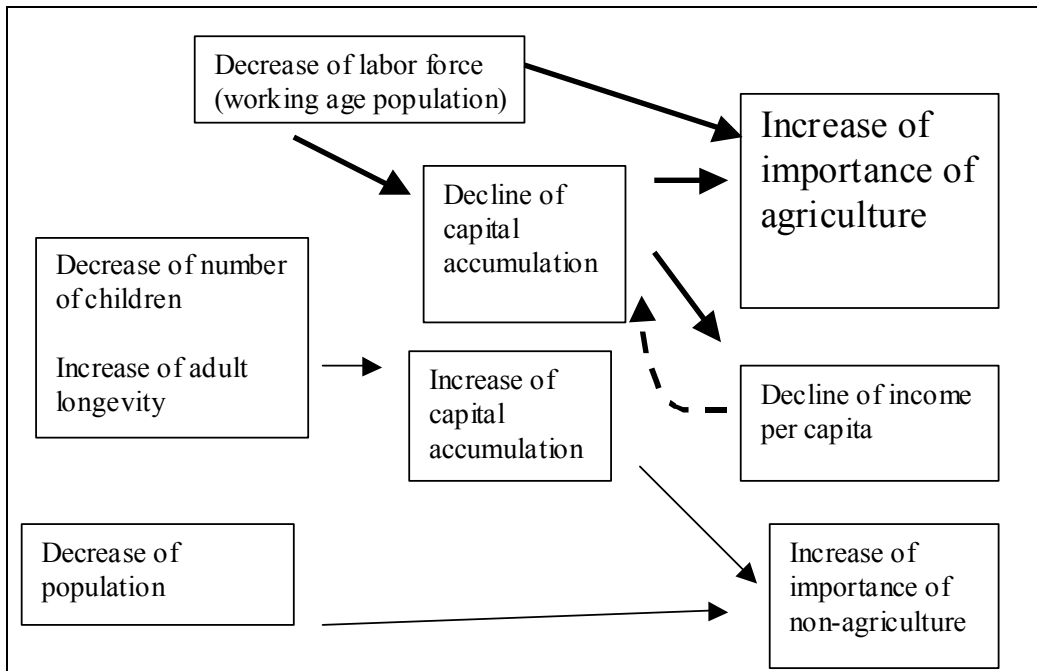 Decrease of labor force
(working age population)
Increase of
importance of
agriculture
Decline of
capital
accumulation
Decrease of number
of children
Increase of adult
longevity
Increase of
capital
accumulation
Decline of income
per capita
Decrease of
population
Increase of
importance of
non-agriculture